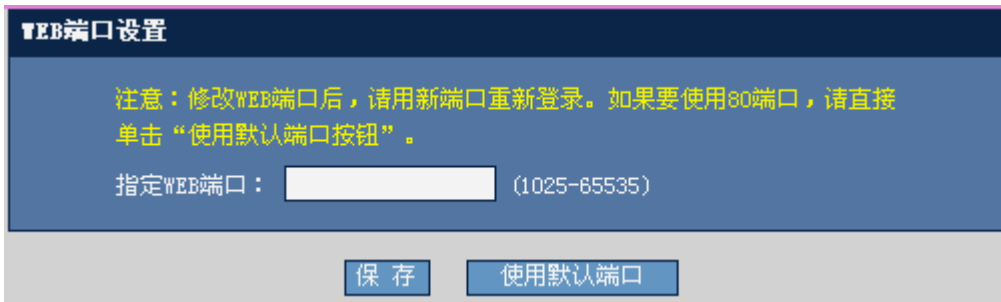 WEB端口设置
注意：修改WEB端口后，请用新端口重新登录。如果要使用80端口，请直接
单击“使用默认端口按钮”。
指定WEB端口： (1025-65535)
保 存 使用默认端口